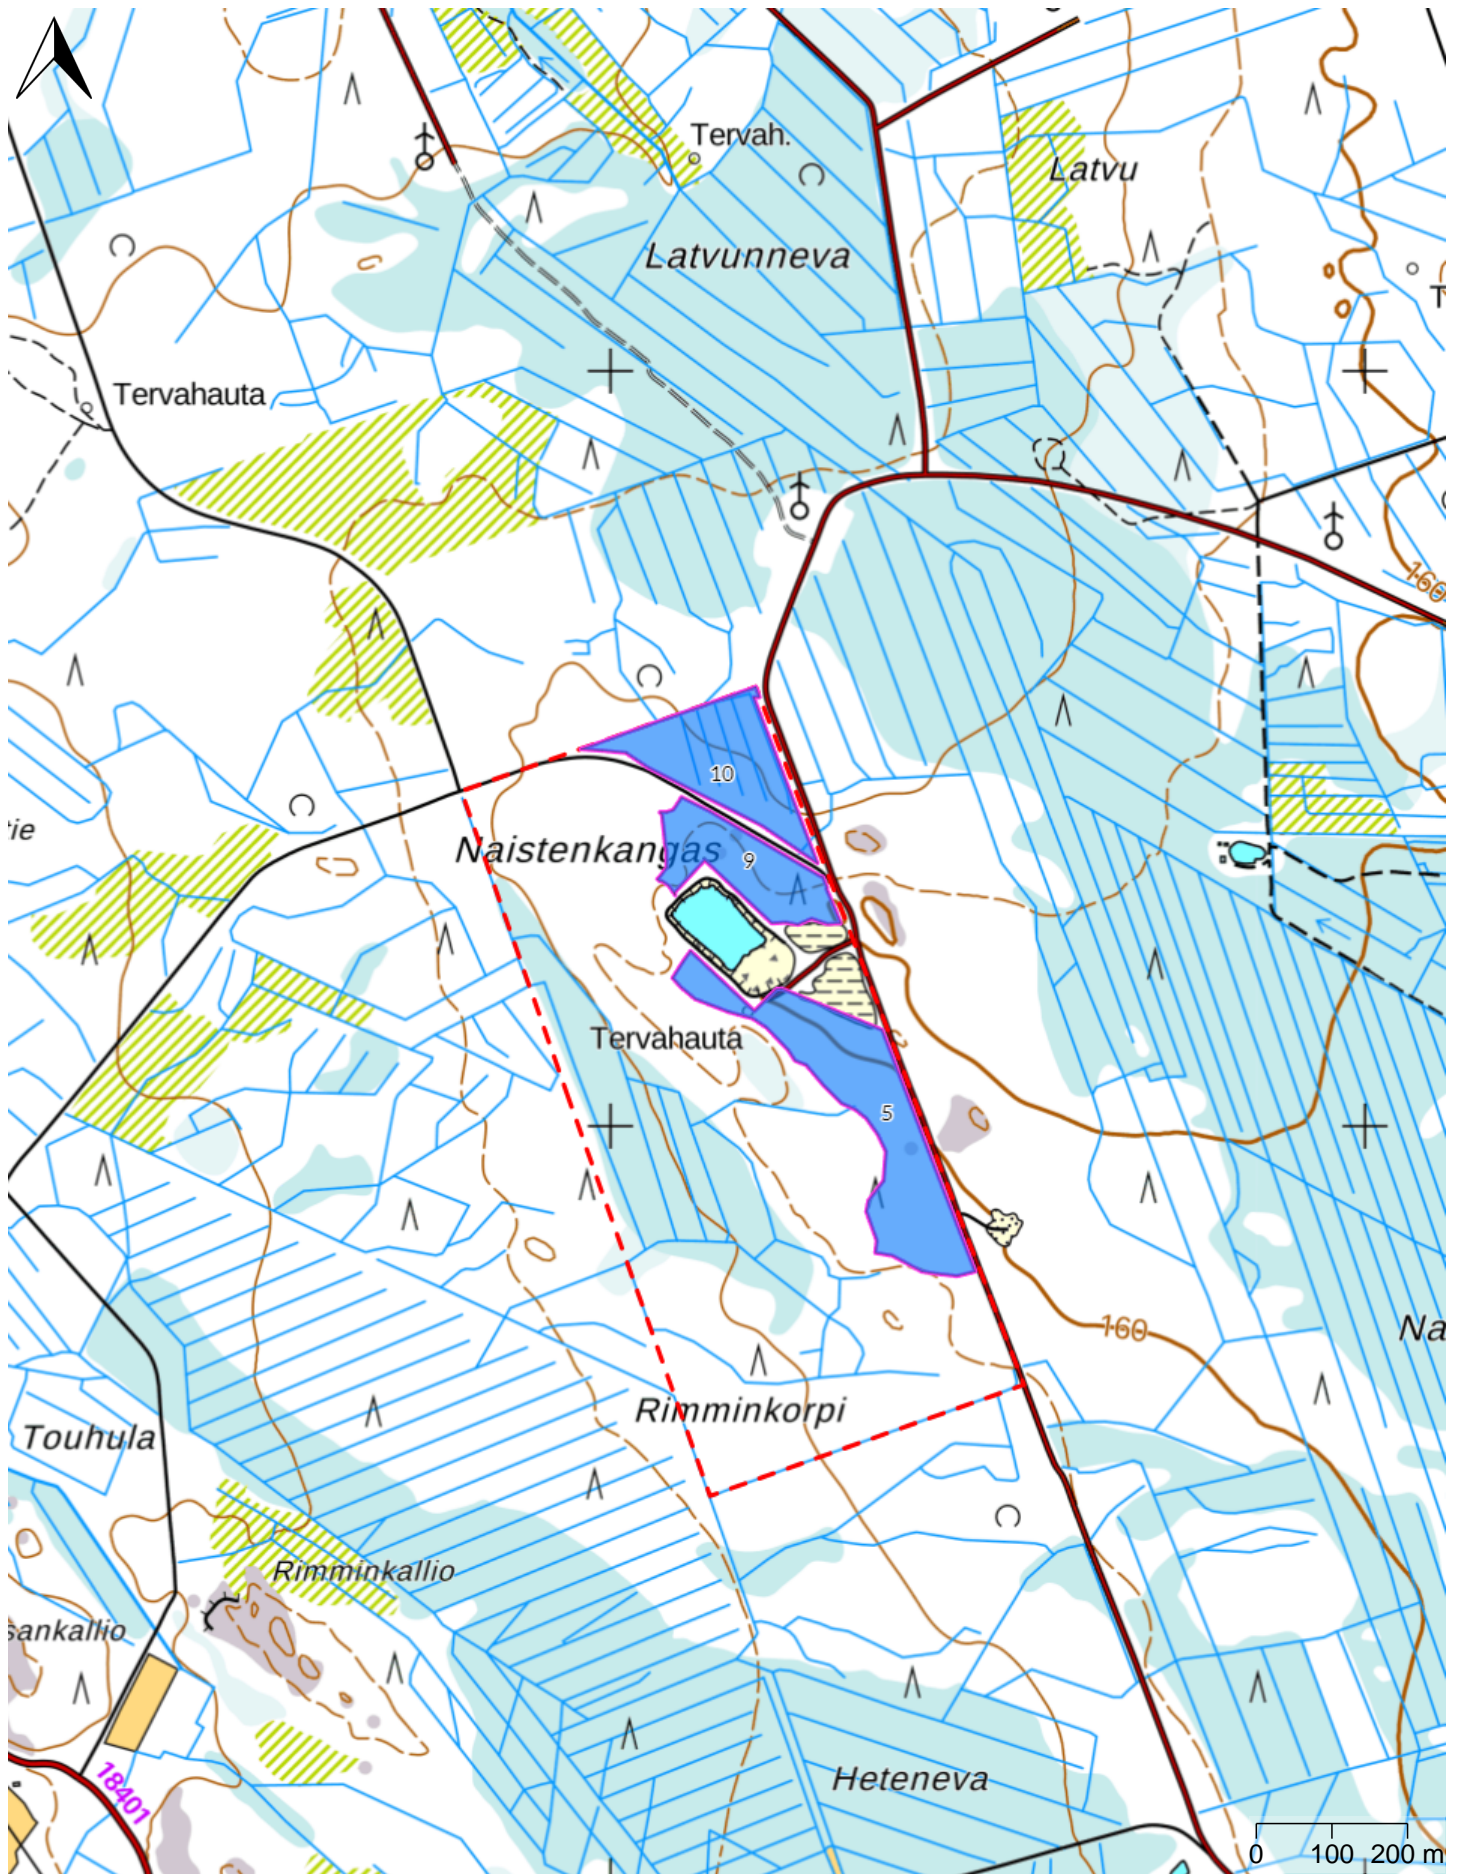 Tervah.
Latvu
Latvunneva
T
Tervahauta
160
10
tie
Naistenkangas
9
Tervahauta
5
160
Na
Rimminkorpi
Touhula
Rimminkallio
sankallio
18401
Heteneva
0 100 200 m